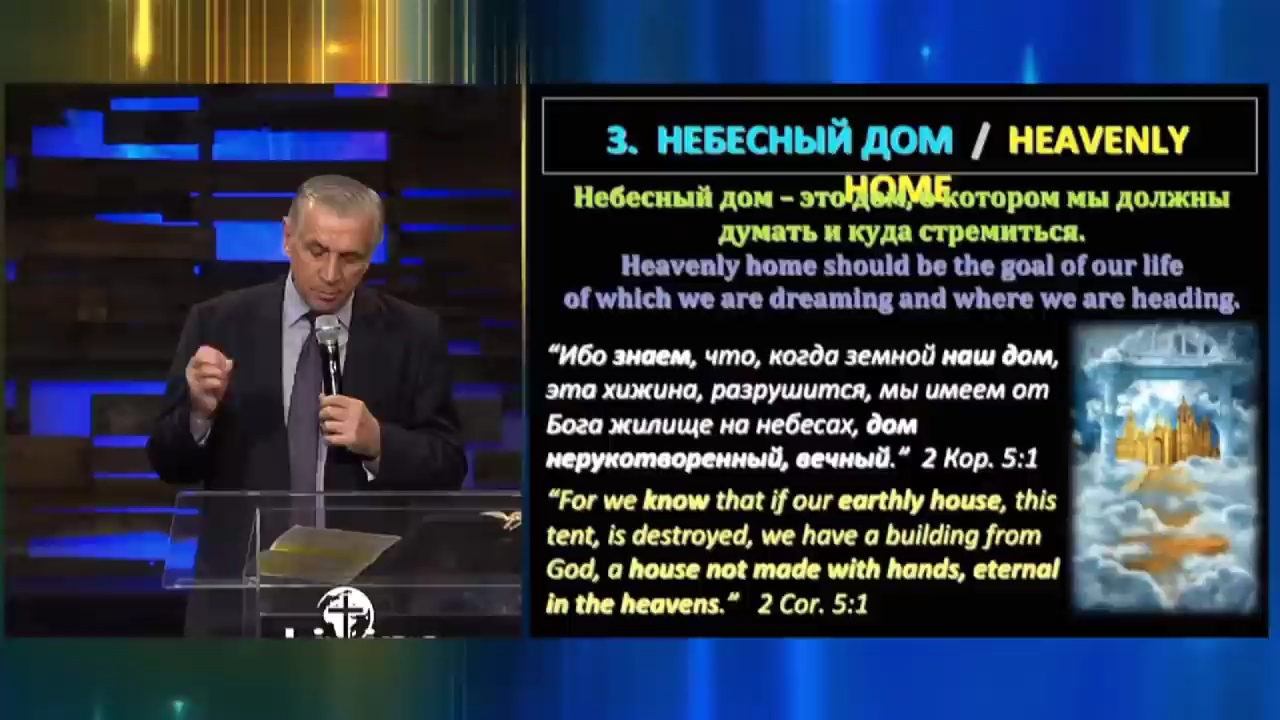 3. НЕБЕСНЫЙ ДОМ / HEAVENLY
HOME
Небесный дом – это дом, о котором мы должны
думать и куда стремиться.
Heavenly home should be the goal of our life
of which we are dreaming and where we are heading.
“Ибо знаем, что, когда земной наш дом,
эта хижина, разрушится, мы имеем от
Бога жилище на небесах, дом
нерукотворенный, вечный.” 2 Кор. 5:1
“For we know that if our earthly house, this
tent, is destroyed, we have a building from
God, a house not made with hands, eternal
in the heavens.” 2 Cor. 5:1